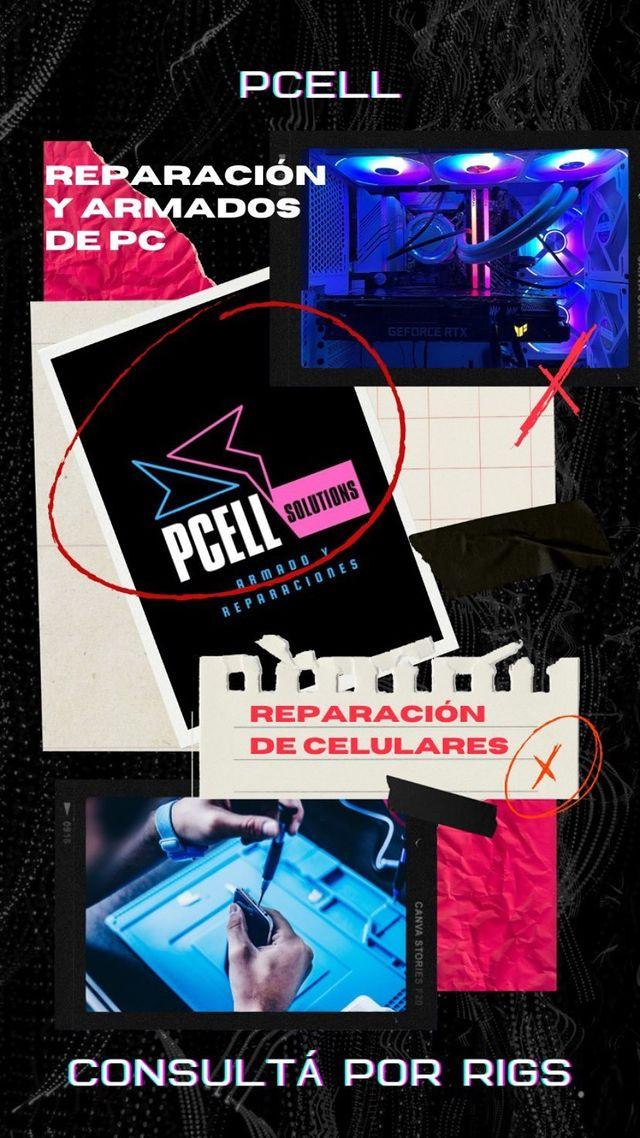 PCELL
REPARACIÓN
Y ARMADOS
DE PC
GEFORCE RTX
PCELL
SOLUTIONS
ARMADO Y
REPARACIONES
REPARACIÓN
DE CELULARES
CANVA STORIES F20
CONSULTÁ POR RIGS